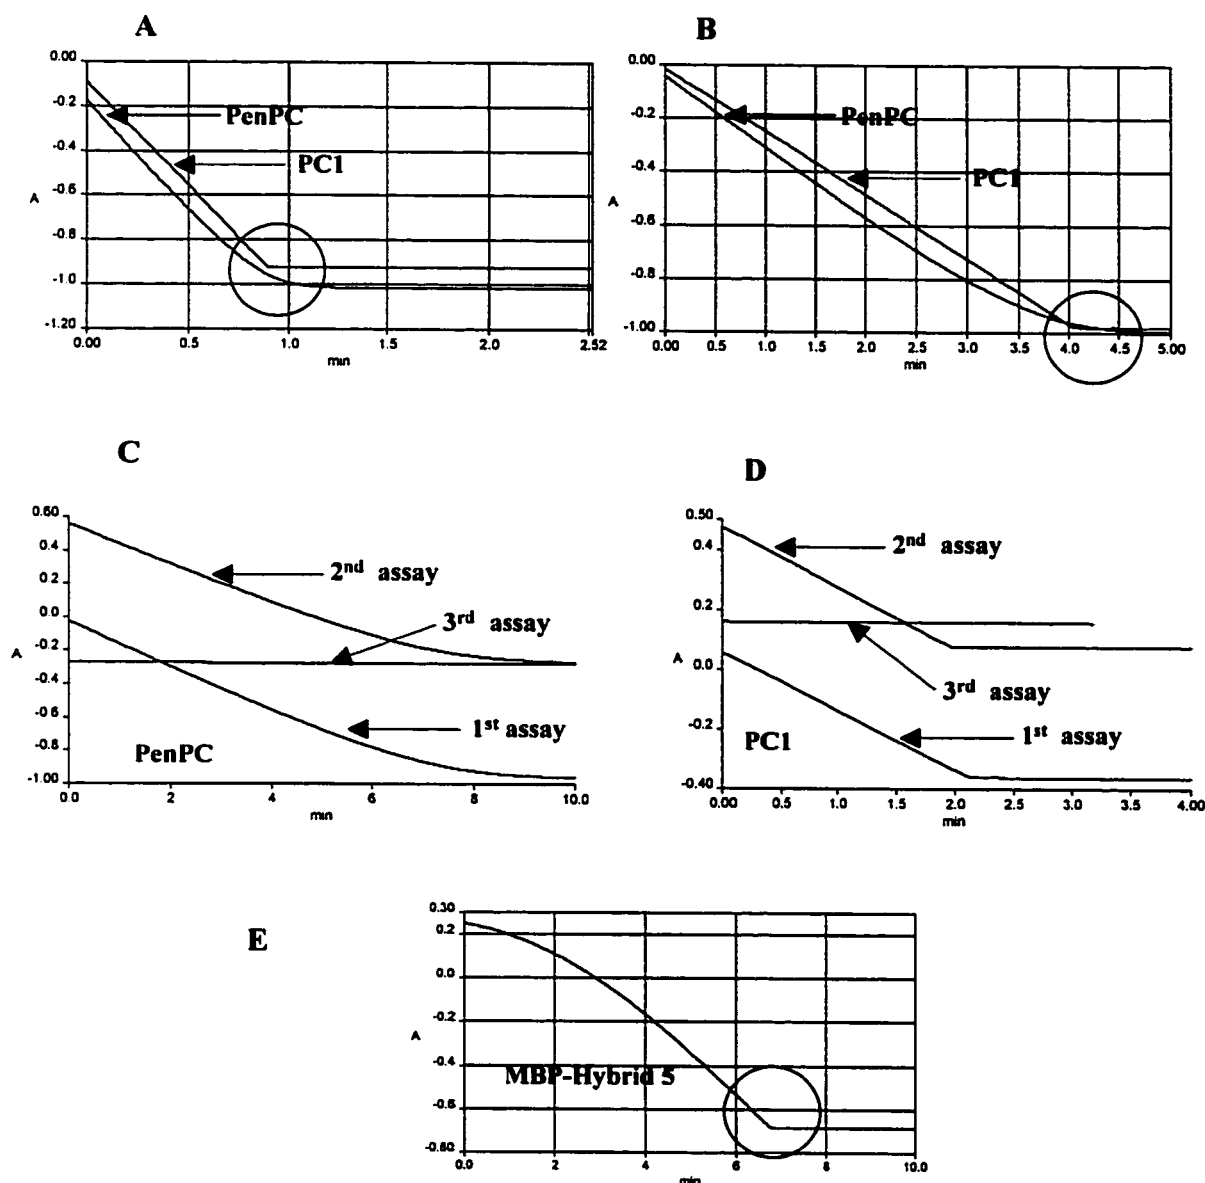 A
B
0.00
-0.2
-0.4
-0.6
-0.8
-1.0
-1.20
A
PenPC
PC1
0.00
0.5
1.0
2.0
2.52
min
0.00
-0.2
-0.4
-0.6
-0.8
-1.00
A
PenPC
PC1
0.00
0.5
1.0
1.5
2.0
2.5
3.0
3.5
4.0
4.5
5.00
min
C
D
0.60
0.4
0.2
0.0
-0.2
-0.4
-0.6
-0.8
-1.00
A
2nd assay
3rd assay
1st assay
PenPC
0.0
2
4
6
8
10.0
min
0.50
0.4
0.2
0.0
-0.2
-0.40
A
2nd assay
3rd assay
1st assay
PC1
0.00
0.5
1.0
1.5
2.0
2.5
3.0
3.5
4.00
min
E
0.30
0.2
0.0
-0.2
-0.4
-0.6
-0.80
A
MBP-Hybrid 5
0.0
2
4
6
8
10.0
min